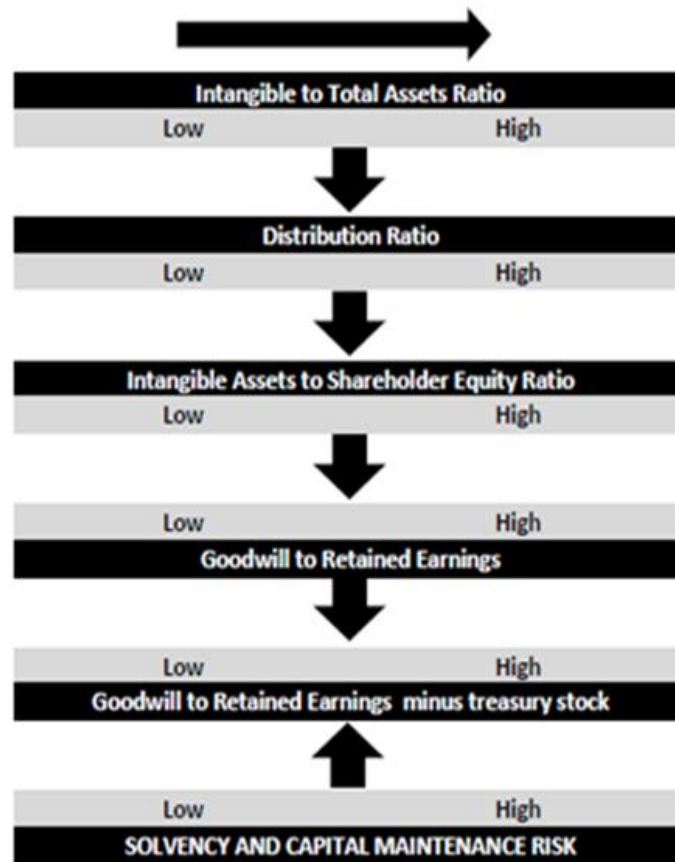 Intangible to Total Assets Ratio
Low High
Distribution Ratio
Low High
Intangible Assets to Shareholder Equity Ratio
Low High
Low High
Goodwill to Retained Earnings
Low High
Goodwill to Retained Earnings minus treasury stock
Low High
SOLVENCY AND CAPITAL MAINTENANCE RISK